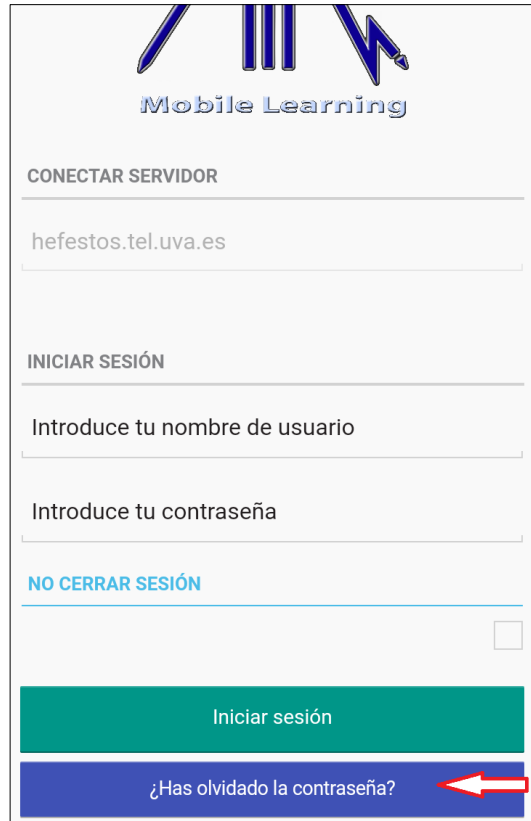 Mobile Learning
CONECTAR SERVIDOR
hefestos.tel.uva.es
INICIAR SESIÓN
Introduce tu nombre de usuario
Introduce tu contraseña
NO CERRAR SESIÓN
Iniciar sesión
¿Has olvidado la contraseña?